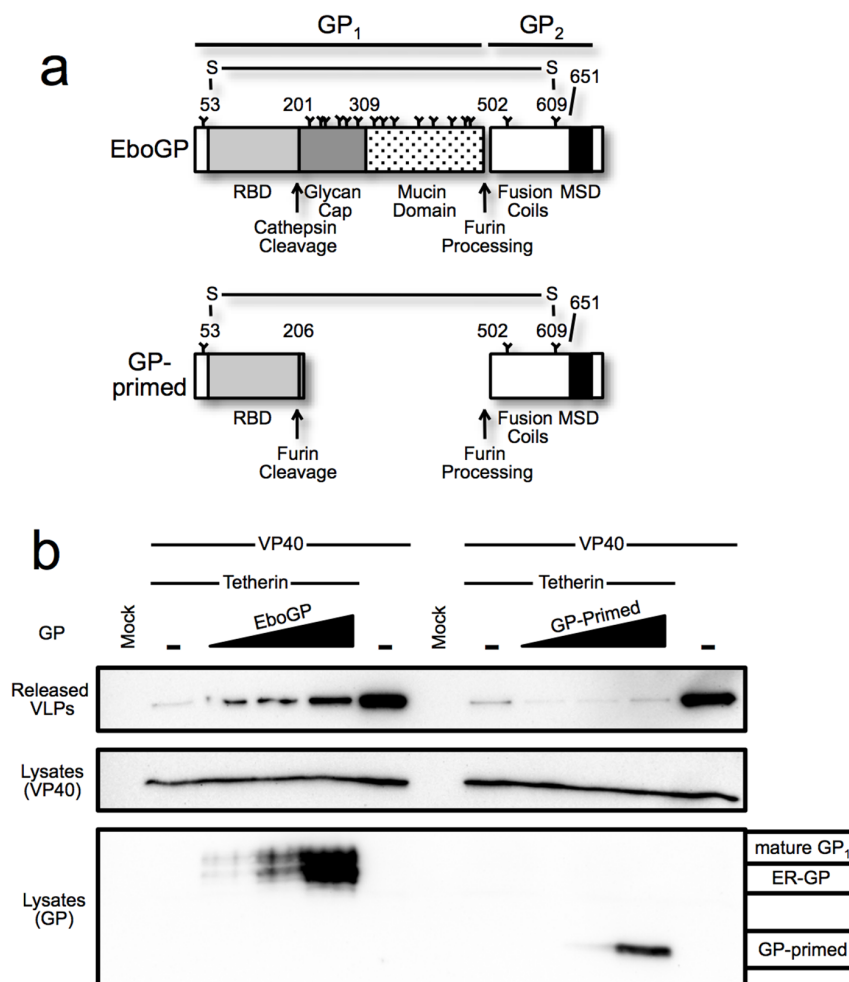 a
GP1 GP2
S S 651
53 201 309 502 609
EboGP
RBD Glycan Cap Mucin Domain Fusion Coils MSD
Cathepsin Cleavage Furin Processing
S S 651
53 206 502 609
GP-primed
RBD Fusion Coils MSD
Furin Cleavage Furin Processing
b
VP40 VP40
Tetherin Tetherin
GP Mock - EboGP - Mock - GP-Primed -
Released VLPs
Lysates (VP40)
Lysates (GP)
mature GP1
ER-GP
GP-primed